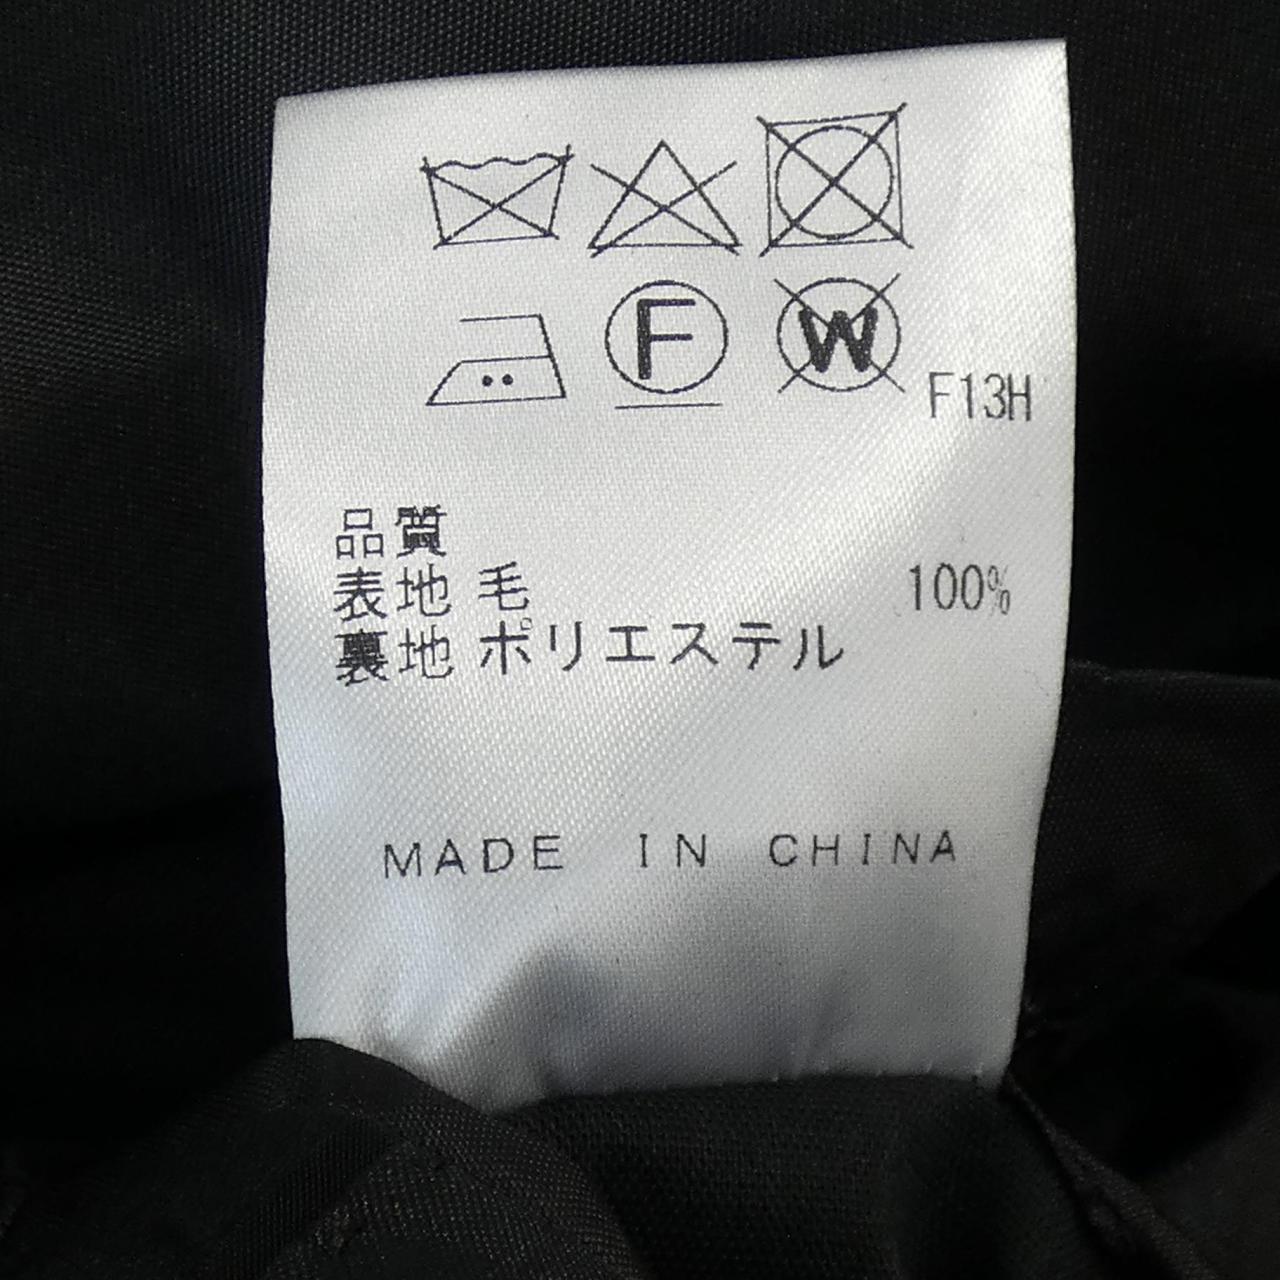 F W
F13H
品質
表地 毛 100%
裏地 ポリエステル
MADE IN CHINA